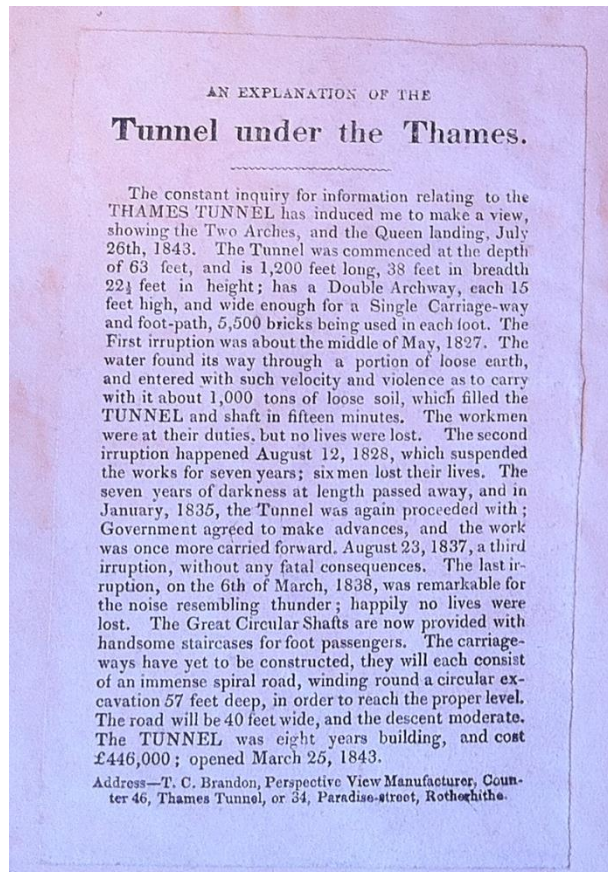 AN EXPLANATION OF THE
Tunnel under the Thames.
The constant inquiry for information relating to the
THAMES TUNNEL has induced me to make a view,
showing the Two Arches, and the Queen landing, July
26th, 1843. The Tunnel was commenced at the depth
of 63 feet, and is 1,200 feet long, 38 feet in breadth
22½ feet in height; has a Double Archway, each 15
feet high, and wide enough for a Single Carriage-way
and foot-path, 5,500 bricks being used in each foot. The
First irruption was about the middle of May, 1827. The
water found its way through a portion of loose earth,
and entered with such velocity and violence as to carry
with it about 1,000 tons of loose soil, which filled the
TUNNEL and shaft in fifteen minutes. The workmen
were at their duties, but no lives were lost. The second
irruption happened August 12, 1828, which suspended
the works for seven years; six men lost their lives. The
seven years of darkness at length passed away, and in
January, 1835, the Tunnel was again proceeded with;
Government agreed to make advances, and the work
was once more carried forward. August 23, 1837, a third
irruption, without any fatal consequences. The last ir-
ruption, on the 6th of March, 1838, was remarkable for
the noise resembling thunder; happily no lives were
lost. The Great Circular Shafts are now provided with
handsome staircases for foot passengers. The carriage-
ways have yet to be constructed, they will each consist
of an immense spiral road, winding round a circular ex-
cavation 57 feet deep, in order to reach the proper level.
The road will be 40 feet wide, and the descent moderate.
The TUNNEL was eight years building, and cost
£446,000; opened March 25, 1843.
Address—T. C. Brandon, Perspective View Manufacturer, Coun-
ter 46, Thames Tunnel, or 34, Paradise-street, Rotherhithe.